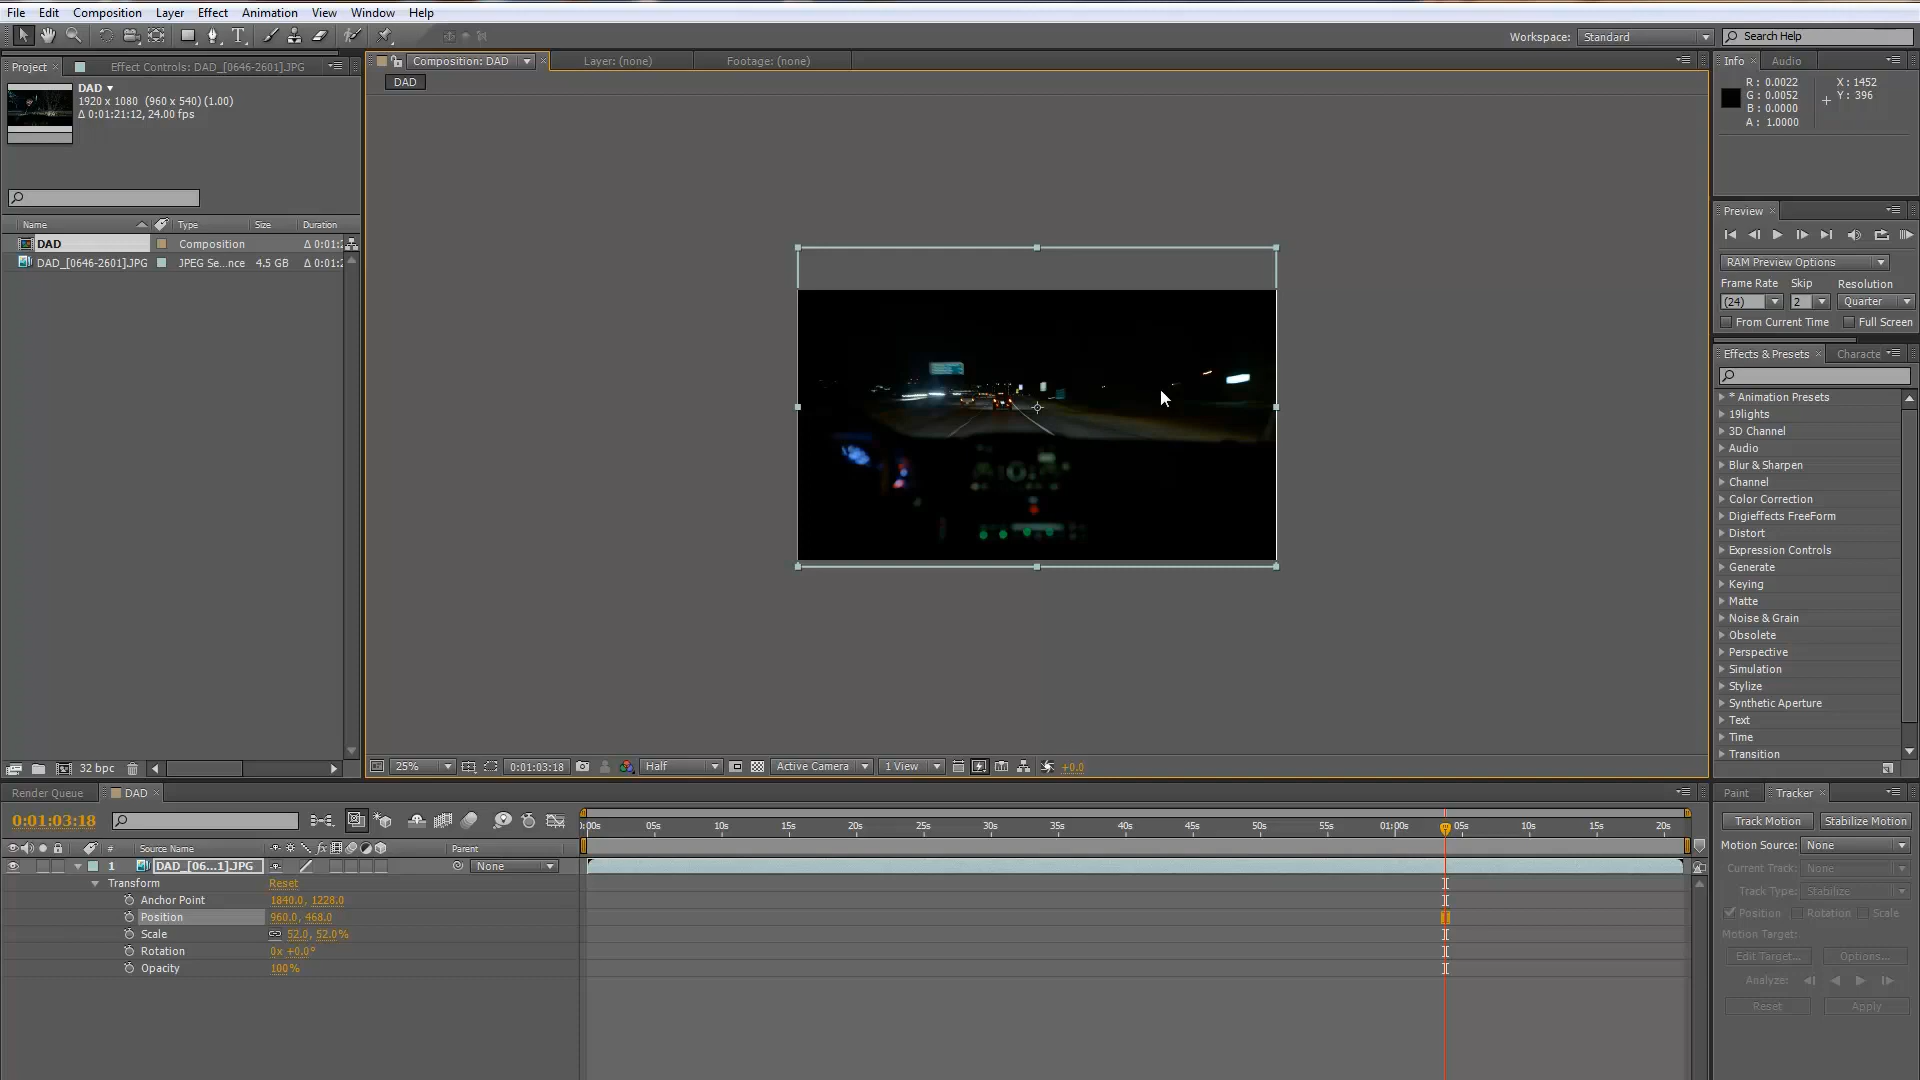 File Edit Composition Layer Effect Animation View Window Help
Workspace: Standard Search Help
Project Effect Controls: DAD_[0646-2601].JPG
Composition: DAD Layer: (none) Footage: (none)
Info Audio
DAD
DAD
1920 x 1080 (960 x 540) (1.00)
Δ 0:01:21:12, 24.00 fps
R : 0.0022
G : 0.0052
B : 0.0000
A : 1.0000
X : 1452
Y : 396
Preview
RAM Preview Options
Frame Rate Skip Resolution
(24) 2 Quarter
From Current Time Full Screen
Name Type Size Duration
DAD Composition Δ 0:01:2
DAD_[0646-2601].JPG JPEG Se...nce 4.5 GB Δ 0:01:2
Effects & Presets Characte
* Animation Presets
19lights
3D Channel
Audio
Blur & Sharpen
Channel
Color Correction
Digieffects FreeForm
Distort
Expression Controls
Generate
Keying
Matte
Noise & Grain
Obsolete
Perspective
Simulation
Stylize
Synthetic Aperture
Text
Time
Transition
32 bpc
25% 0:01:03:18 Half Active Camera 1 View +0.0
Render Queue DAD
0:01:03:18
):00s 05s 10s 15s 20s 25s 30s 35s 40s 45s 50s 55s 01:00s 05s 10s 15s 20s
# Source Name Parent
1 DAD_[06...1].JPG None
Transform Reset
Anchor Point 1840.0, 1228.0
Position 960.0, 468.0
Scale 52.0, 52.0%
Rotation 0x +0.0°
Opacity 100%
Paint Tracker
Track Motion Stabilize Motion
Motion Source: None
Current Track: None
Track Type: Stabilize
Position Rotation Scale
Motion Target:
Edit Target... Options...
Analyze:
Reset Apply